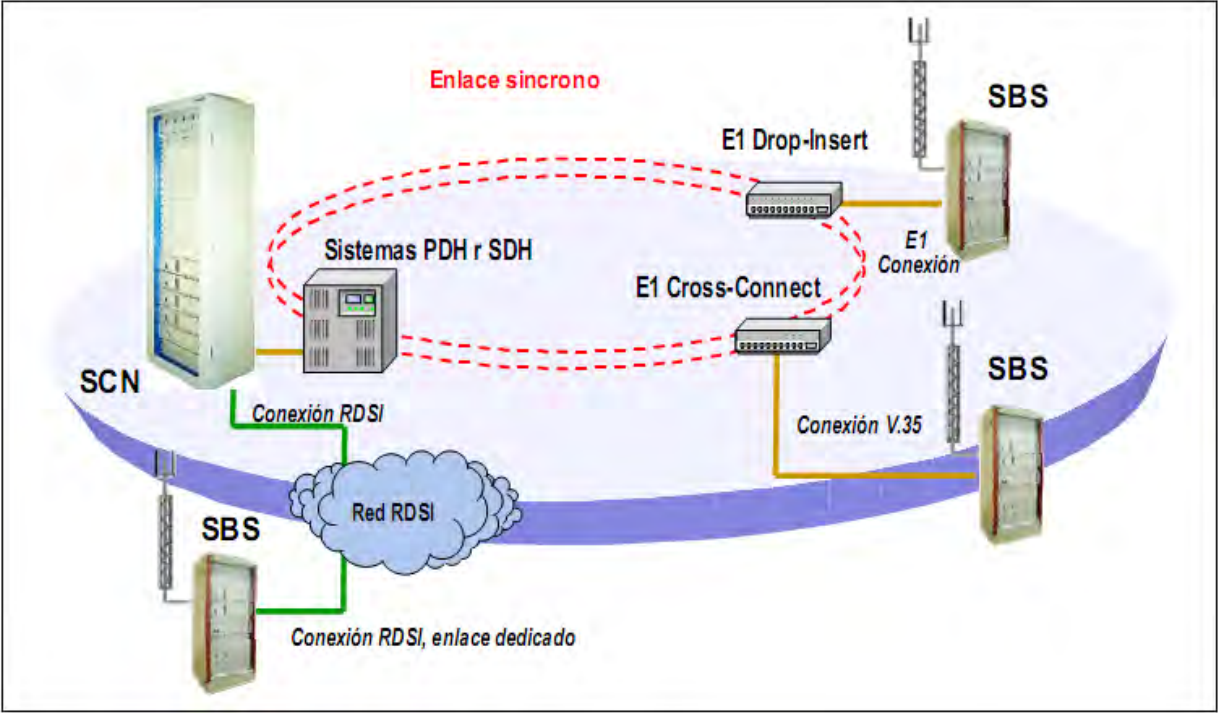 Enlace sincrono
SBS
E1 Drop-Insert
E1
Conexión
Sistemas PDH r SDH
E1 Cross-Connect
SCN
SBS
Conexión RDSI
Conexión V.35
Red RDSI
SBS
Conexión RDSI, enlace dedicado